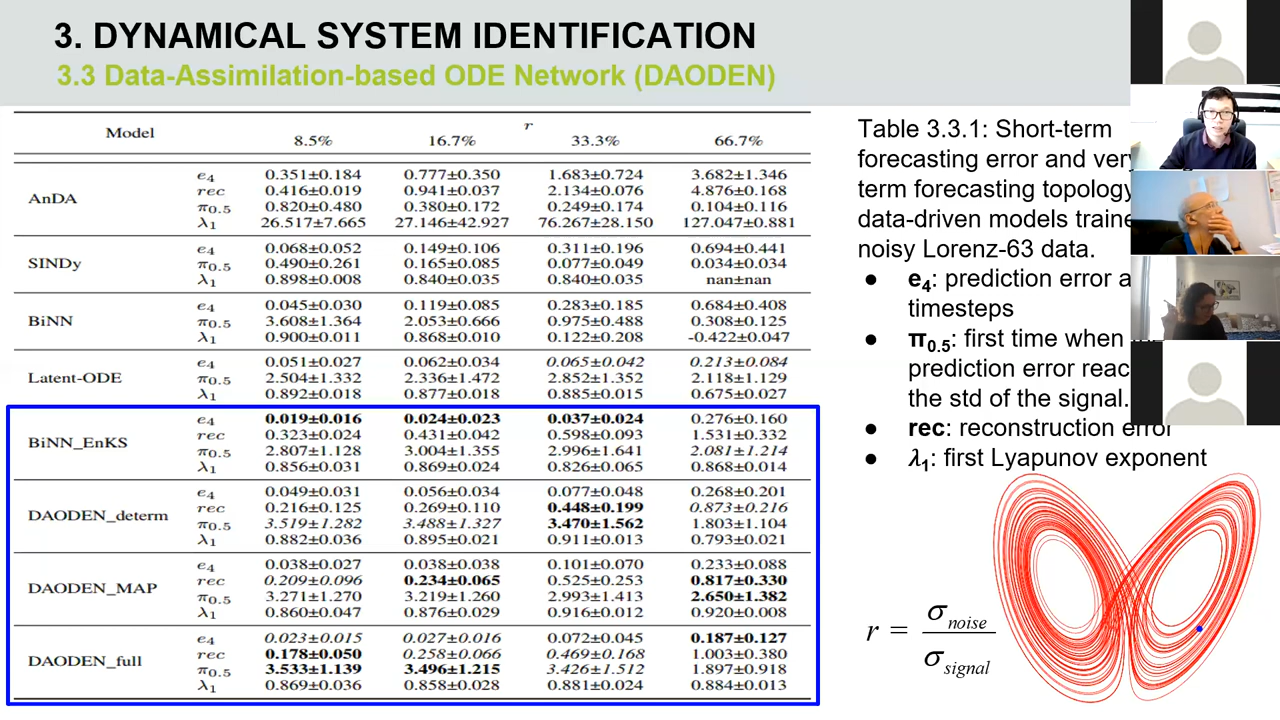 3. DYNAMICAL SYSTEM IDENTIFICATION
3.3 Data-Assimilation-based ODE Network (DAODEN)
Model r
8.5% 16.7% 33.3% 66.7%
AnDA
e4 0.351±0.184 0.777±0.350 1.683±0.724 3.682±1.346
rec 0.416±0.019 0.941±0.037 2.134±0.076 4.876±0.168
π0.5 0.820±0.480 0.380±0.172 0.249±0.174 0.104±0.116
λ1 26.517±7.665 27.146±42.927 76.267±28.150 127.047±0.881
SINDy
e4 0.068±0.052 0.149±0.106 0.311±0.196 0.694±0.441
π0.5 0.490±0.261 0.165±0.085 0.077±0.049 0.034±0.034
λ1 0.898±0.008 0.840±0.035 0.840±0.035 nan±nan
BiNN
e4 0.045±0.030 0.119±0.085 0.283±0.185 0.684±0.408
π0.5 3.608±1.364 2.053±0.666 0.975±0.488 0.308±0.125
λ1 0.900±0.011 0.868±0.010 0.122±0.208 -0.422±0.047
Latent-ODE
e4 0.051±0.027 0.062±0.034 0.065±0.042 0.213±0.084
π0.5 2.504±1.332 2.336±1.472 2.852±1.352 2.118±1.129
λ1 0.892±0.018 0.877±0.018 0.885±0.015 0.675±0.027
BiNN_EnKS
e4 0.019±0.016 0.024±0.023 0.037±0.024 0.276±0.160
rec 0.323±0.024 0.431±0.042 0.598±0.093 1.531±0.332
π0.5 2.807±1.128 3.004±1.355 2.996±1.641 2.081±1.214
λ1 0.856±0.031 0.869±0.024 0.826±0.065 0.868±0.014
DAODEN_determ
e4 0.049±0.031 0.056±0.034 0.077±0.048 0.268±0.201
rec 0.216±0.125 0.269±0.110 0.448±0.199 0.873±0.216
π0.5 3.519±1.282 3.488±1.327 3.470±1.562 1.803±1.104
λ1 0.882±0.036 0.895±0.021 0.911±0.013 0.793±0.021
DAODEN_MAP
e4 0.038±0.027 0.038±0.038 0.101±0.070 0.233±0.088
rec 0.209±0.096 0.234±0.065 0.525±0.253 0.817±0.330
π0.5 3.271±1.270 3.219±1.260 2.993±1.413 2.650±1.382
λ1 0.860±0.047 0.876±0.029 0.916±0.012 0.920±0.008
DAODEN_full
e4 0.023±0.015 0.027±0.016 0.072±0.045 0.187±0.127
rec 0.178±0.050 0.258±0.066 0.469±0.168 1.003±0.380
π0.5 3.533±1.139 3.496±1.215 3.426±1.512 1.897±0.918
λ1 0.869±0.036 0.858±0.028 0.881±0.024 0.884±0.013
Table 3.3.1: Short-term
forecasting error and very
term forecasting topology
data-driven models
noisy Lorenz-63 data.
● e4: prediction error
timesteps
● π0.5: first time when
prediction error
the std of the signal.
● rec: reconstruction error
● λ1: first Lyapunov exponent
r = σnoise / σsignal